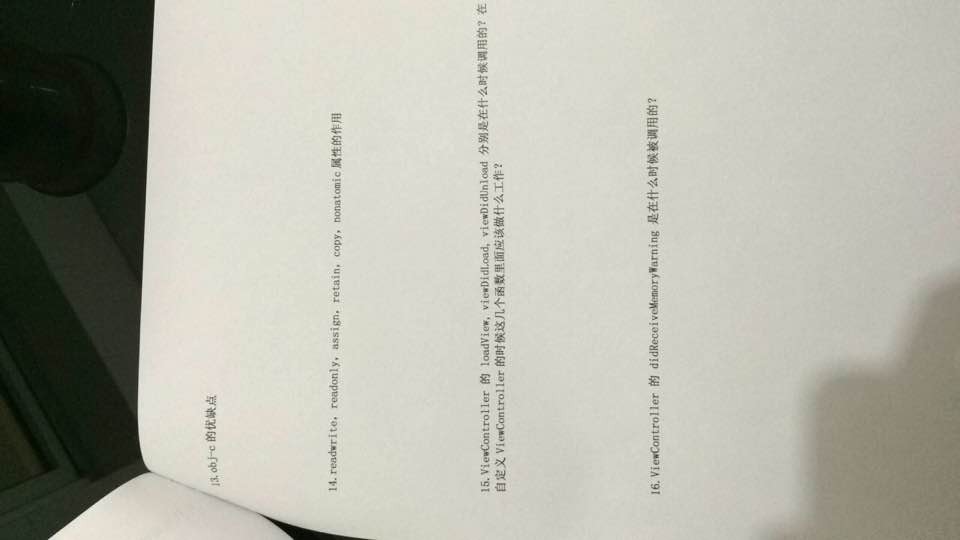 13.obj-c 的优缺点
14.readwrite, readonly, assign, retain, copy, nonatomic 属性的作用
15.ViewController 的 loadView, viewDidLoad, viewDidUnload 分别是在什么时候调用的？在
自定义 ViewController 的时候这几个函数里面应该做什么工作？
16.ViewController 的 didReceiveMemoryWarning 是在什么时候被调用的？